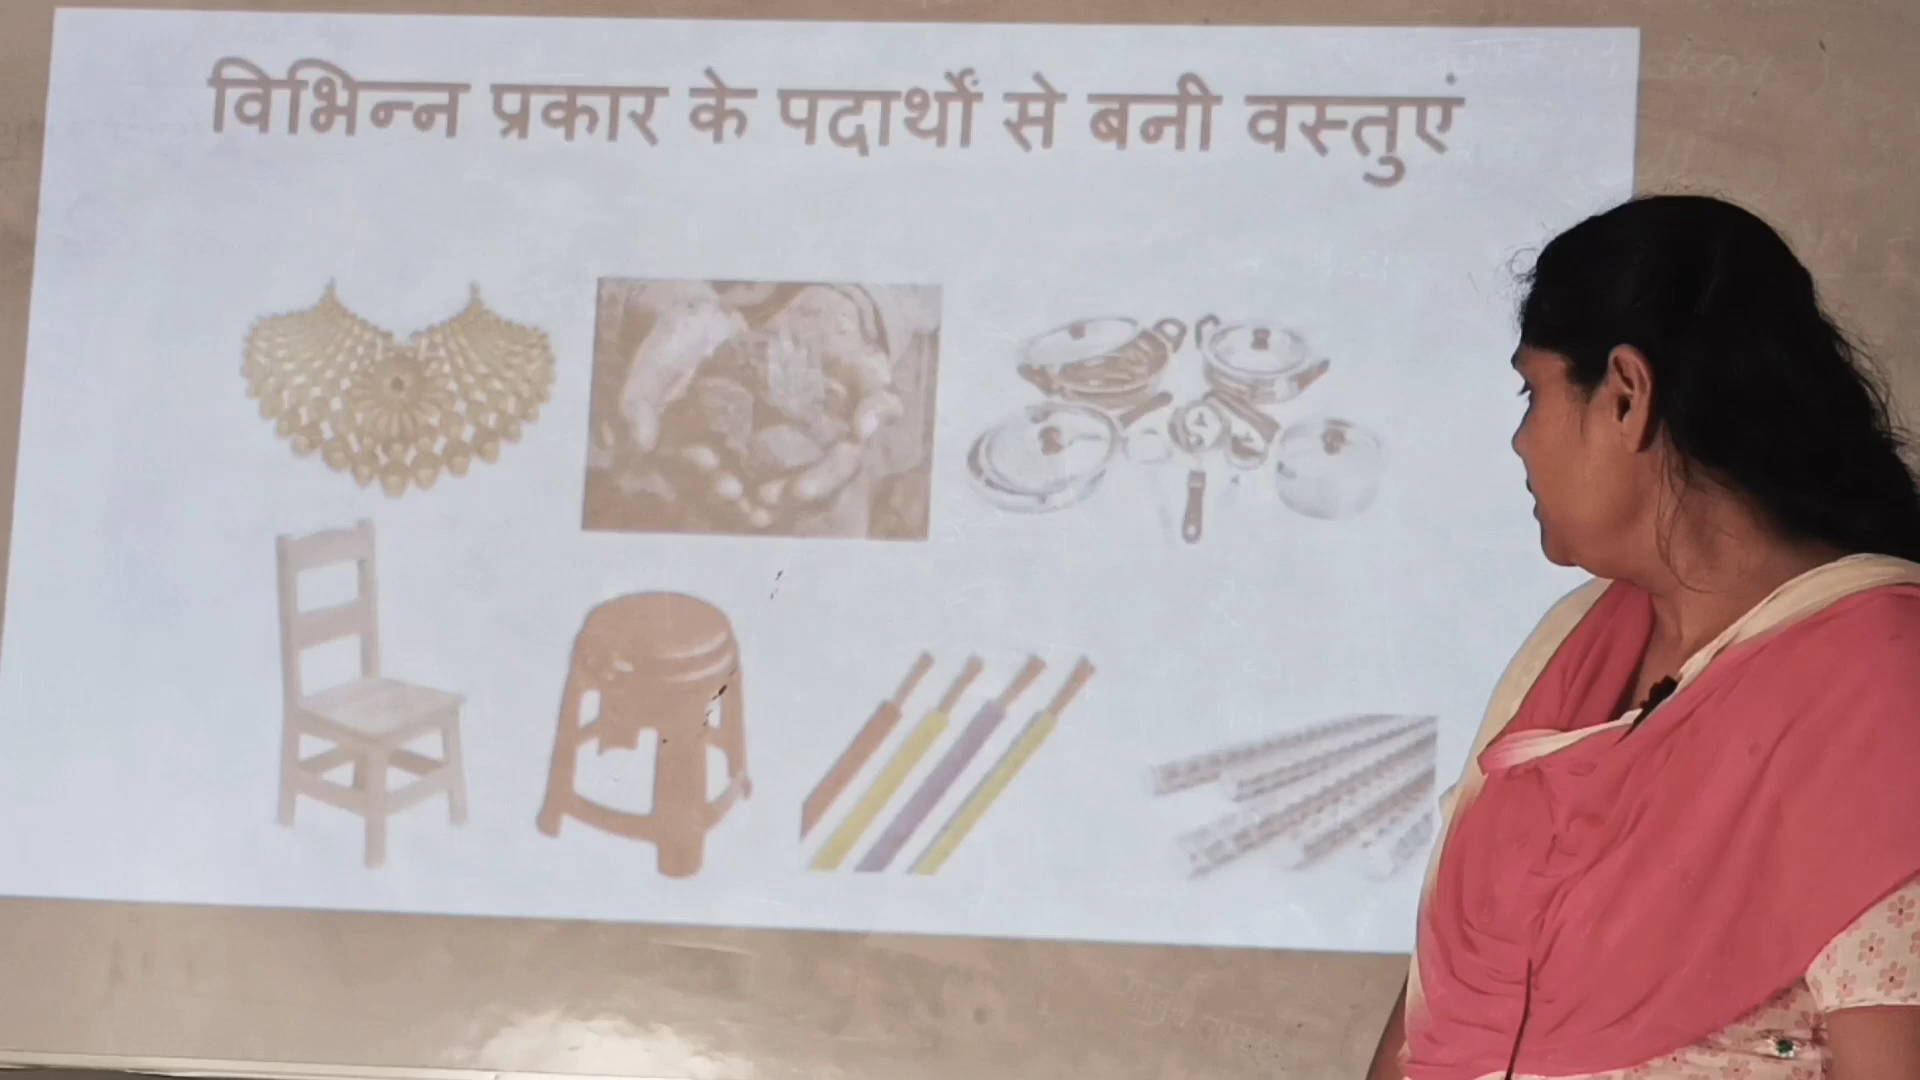 विभिन्न प्रकार के पदार्थों से बनी वस्तुएं